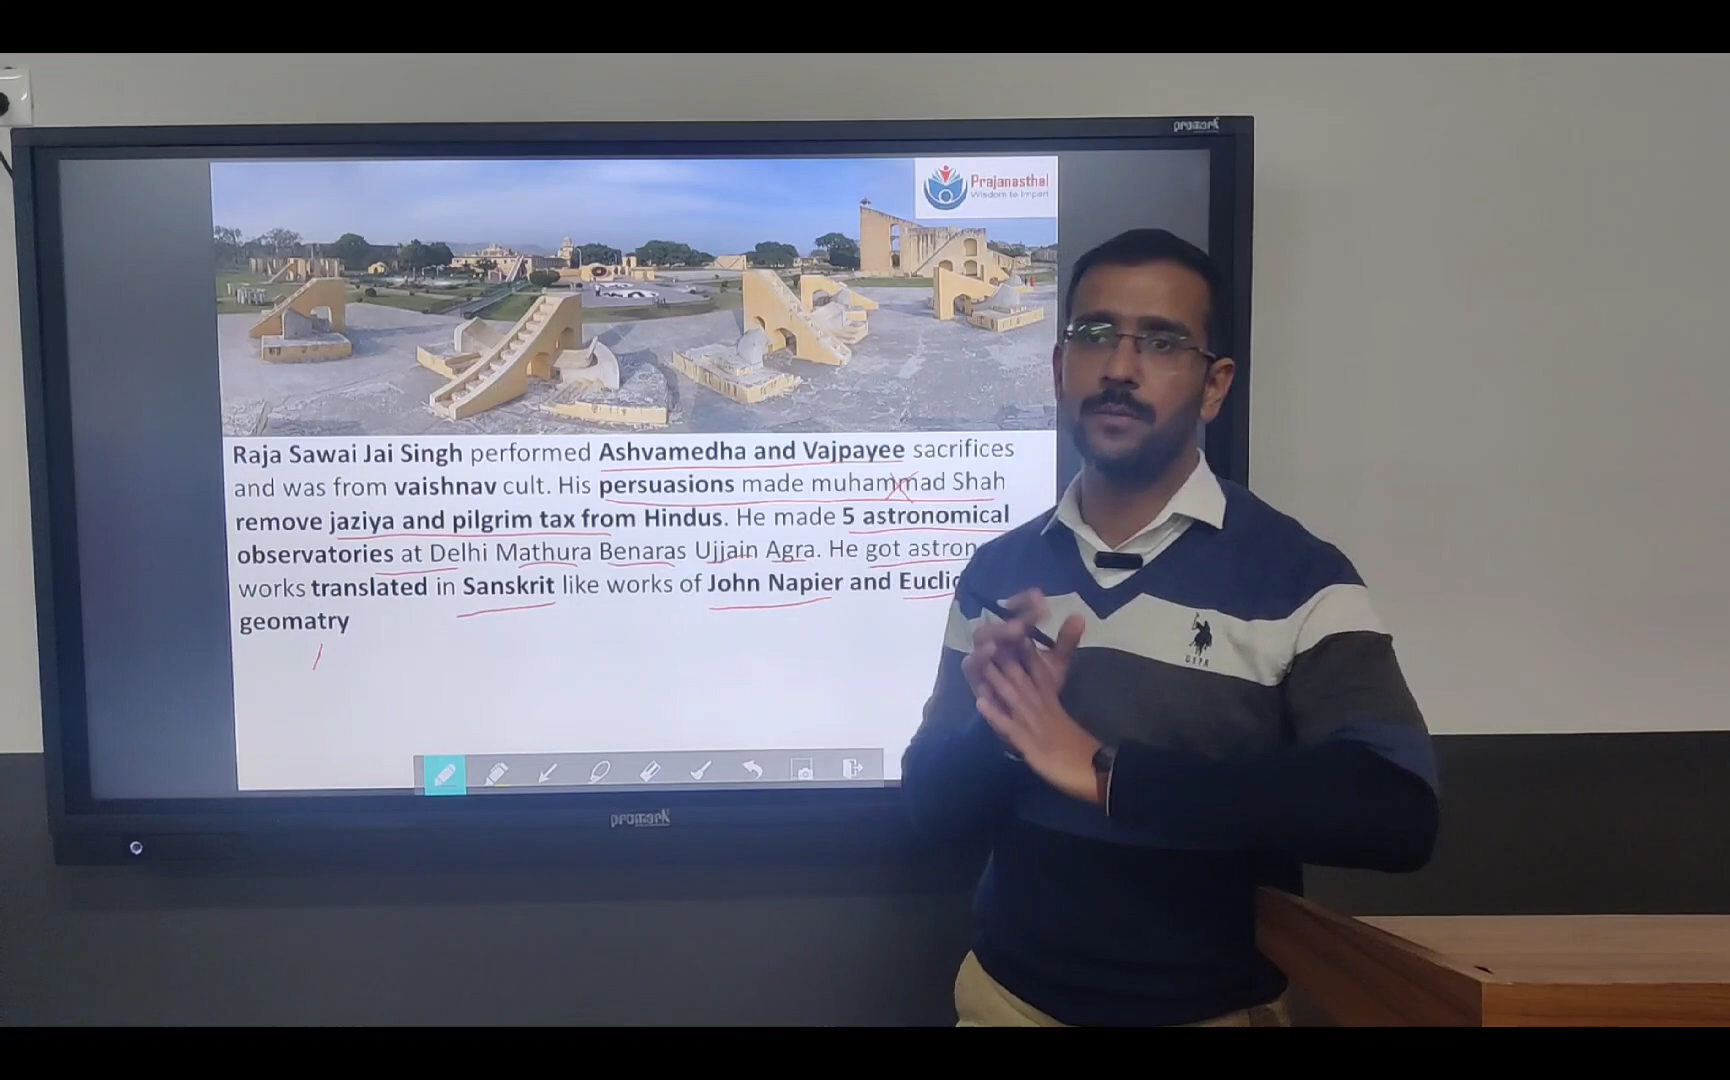 promark
Prajanasthal
Wisdom to Impart
Raja Sawai Jai Singh performed Ashvamedha and Vajpayee sacrifices
and was from vaishnav cult. His persuasions made muhammad Shah
remove jaziya and pilgrim tax from Hindus. He made 5 astronomical
observatories at Delhi Mathura Benaras Ujjain Agra. He got
works translated in Sanskrit like works of John Napier and
geomatry
promark
USPA